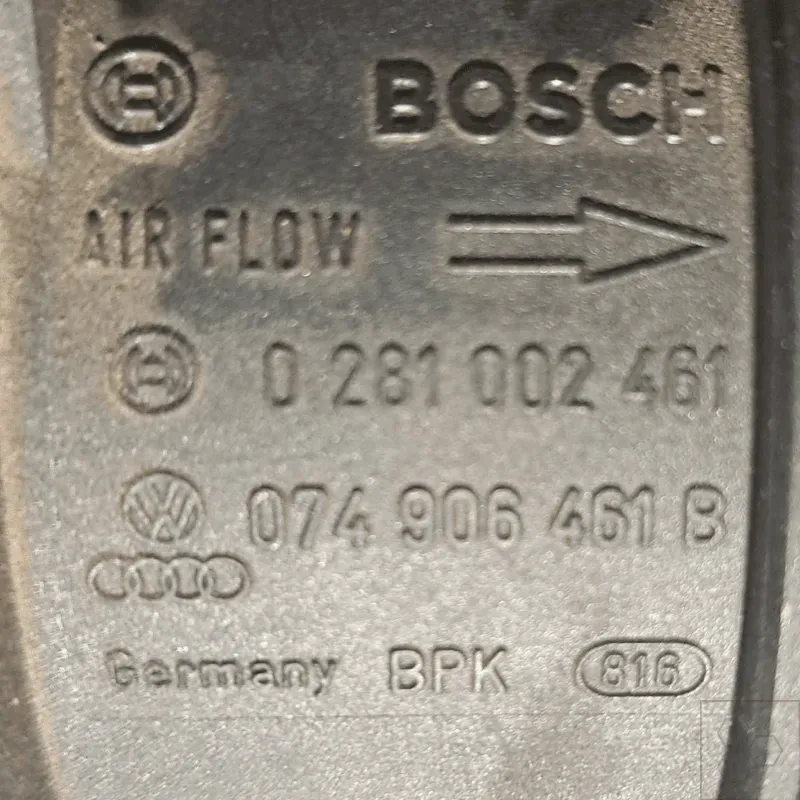 BOSCH
AIR FLOW
0 281 002 461
074 906 461 B
Germany BPK 816